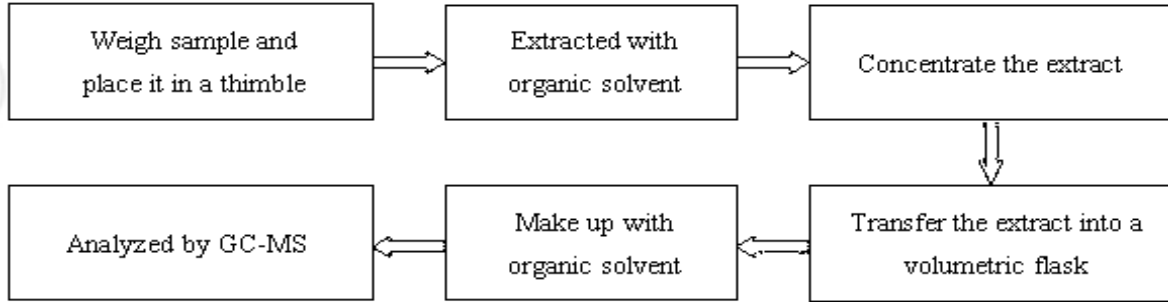 Weigh sample and
place it in a thimble
Extracted with
organic solvent
Concentrate the extract
Transfer the extract into a
volumetric flask
Make up with
organic solvent
Analyzed by GC-MS